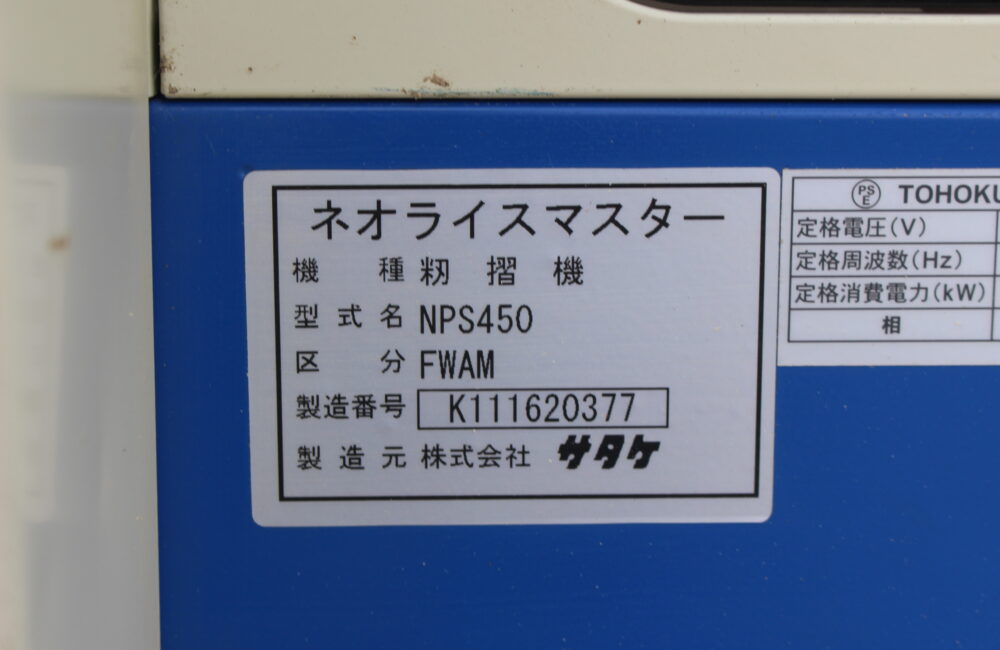 ネオライスマスター
機種 籾摺機
型式名 NPS450
区分 FWAM
製造番号 K111620377
製造元 株式会社 サタケ
PSE TOHOKU
定格電圧(V)
定格周波数(Hz)
定格消費電力(kW)
相